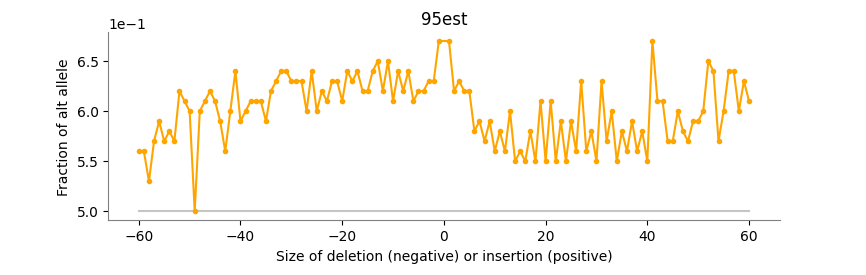 95est
1e−1
6.5
6.0
5.5
5.0
Fraction of alt allele
−60 −40 −20 0 20 40 60
Size of deletion (negative) or insertion (positive)